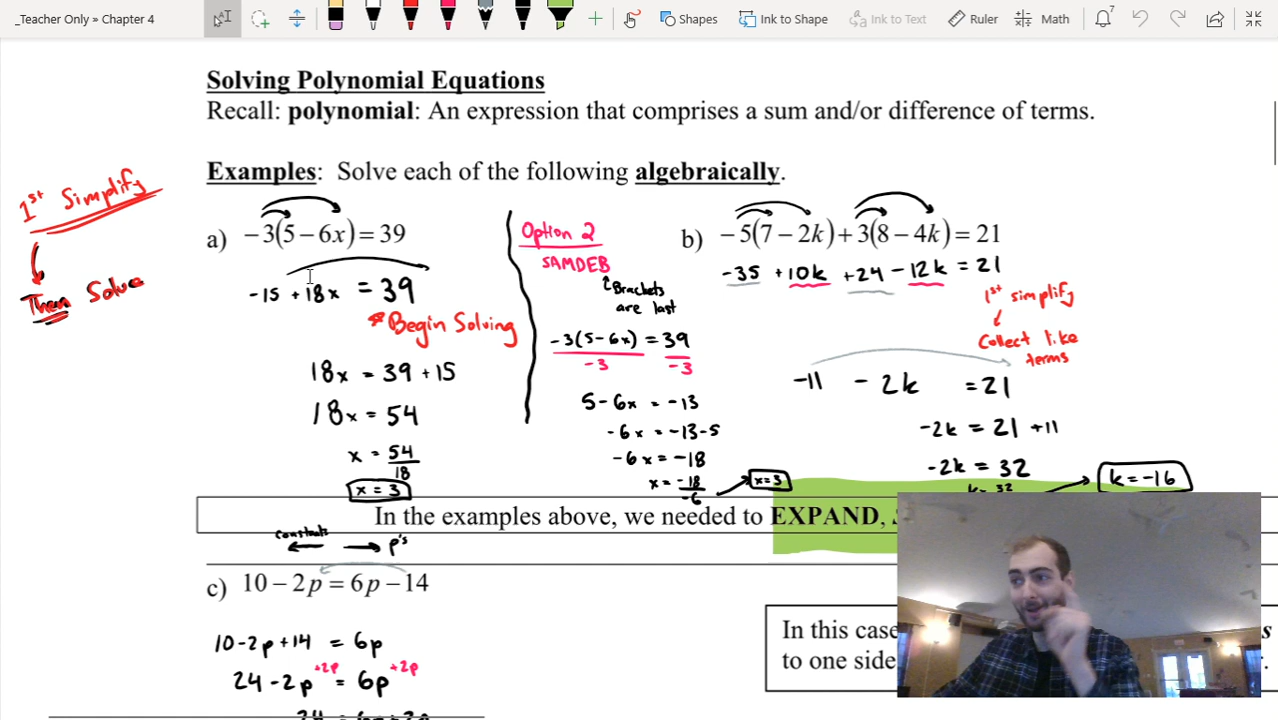 _Teacher Only » Chapter 4
Shapes Ink to Shape Ink to Text Ruler Math 7
Solving Polynomial Equations
Recall: polynomial: An expression that comprises a sum and/or difference of terms.
Examples: Solve each of the following algebraically.
1st Simplify
Then Solve
a) −3(5 − 6x) = 39
-15 + 18x = 39
*Begin Solving
18x = 39 + 15
18x = 54
x = 54/18
x = 3
Option 2
SAMDEB
Brackets
are last
-3(5-6x) = 39
-3 -3
5-6x = -13
-6x = -13-5
-6x = -18
x = -18/-6
x=3
b) −5(7 − 2k) + 3(8 − 4k) = 21
-35 +10k +24 -12k = 21
1st simplify
Collect like
terms
-11 - 2k = 21
-2k = 21 +11
-2k = 32
k = -16
In the examples above, we needed to EXPAND,
constants
p's
c) 10 − 2p = 6p − 14
10-2p+14 = 6p
24 -2p +2p = 6p +2p
In this case
to one side